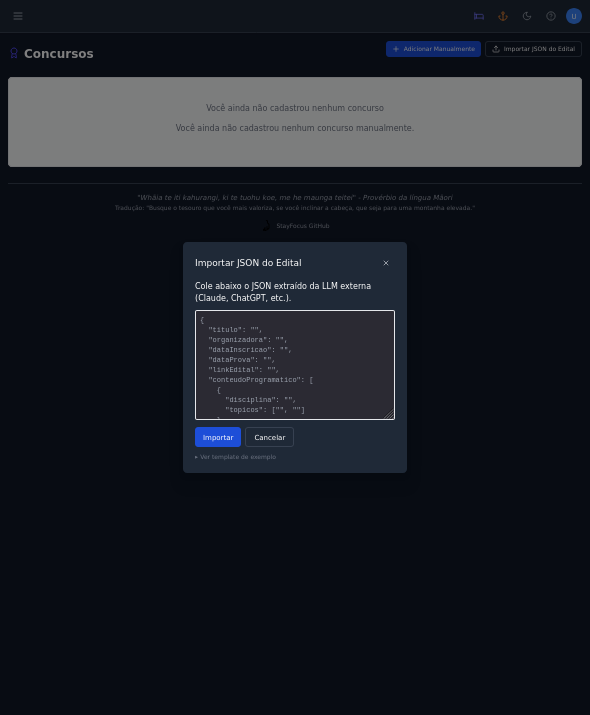 U
Concursos
Adicionar Manualmente
Importar JSON do Edital
Você ainda não cadastrou nenhum concurso
Você ainda não cadastrou nenhum concurso manualmente.
"Whāia te iti kahurangi, ki te tuohu koe, me he maunga teitei" - Provérbio da língua Māori
Tradução: "Busque o tesouro que você mais valoriza, se você inclinar a cabeça, que seja para uma montanha elevada."
StayFocus GitHub
Importar JSON do Edital
Cole abaixo o JSON extraído da LLM externa
(Claude, ChatGPT, etc.).
{
"titulo": "",
"organizadora": "",
"dataInscricao": "",
"dataProva": "",
"linkEdital": "",
"conteudoProgramatico": [
{
"disciplina": "",
"topicos": ["", ""]
Importar
Cancelar
Ver template de exemplo